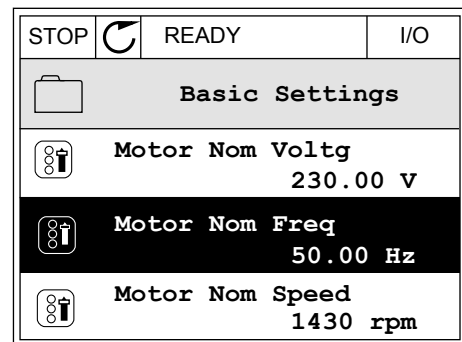 STOP READY I/O
Basic Settings
Motor Nom Voltg
230.00 V
Motor Nom Freq
50.00 Hz
Motor Nom Speed
1430 rpm